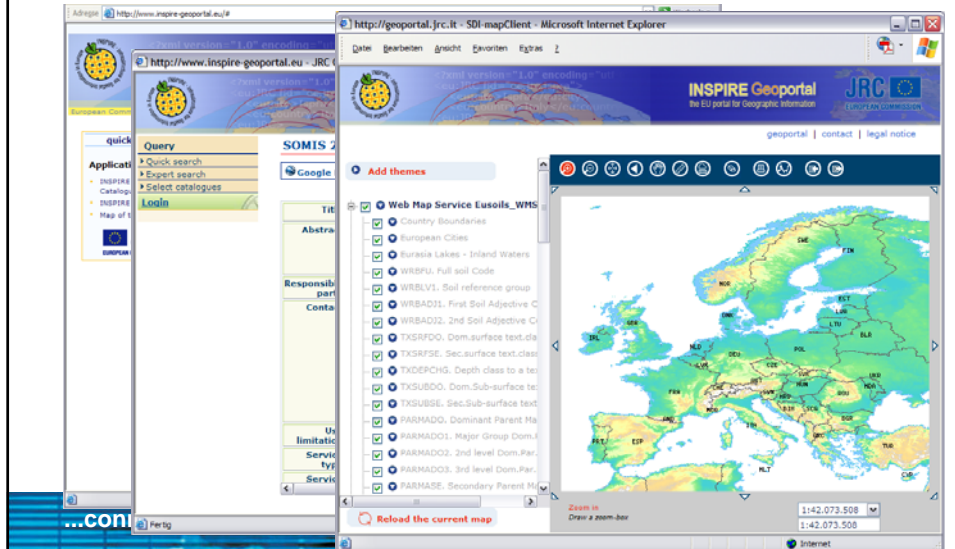 Adresse http://www.inspire-geoportal.eu/#
European Comm
quick
Applicati
INSPIRE
Catalogu
INSPIRE
Map of t
...con
http://www.inspire-geoportal.eu - JRC
Query
Quick search
Expert search
Select catalogues
Login
SOMIS 2
Google
Tit
Abstra
Responsib
part
Conta
Us
limitatio
Servic
typ
Servic
Fertig
http://geoportal.jrc.it - SDI-mapClient - Microsoft Internet Explorer
Datei Bearbeiten Ansicht Favoriten Extras ?
<?xml version="1.0" encoding="ut
INSPIRE Geoportal
the EU portal for Geographic Information
JRC
EUROPEAN COMMISSION
geoportal | contact | legal notice
Add themes
Web Map Service Eusoils_WMS
Country Boundaries
European Cities
Eurasia Lakes - Inland Waters
WRBFU. Full soil Code
WRBLV1. Soil reference group
WRBADJ1. First Soil Adjective C
WRBADJ2. 2nd Soil Adjective C
TXSRFDO. Dom.surface text.cla
TXSRFSE. Sec.surface text.class
TXDEPCHG. Depth class to a te
TXSUBDO. Dom.Sub-surface te
TXSUBSE. Sec.Sub-surface text
PARMADO. Dominant Parent Ma
PARMADO1. Major Group Dom.
PARMADO2. 2nd level Dom.Par.
PARMADO3. 3rd level Dom.Par.
PARMASE. Secondary Parent M
Reload the current map
SWE
FIN
NOR
EST
DNK
LTU
BLR
GBR
IRL
NLD
DEU
POL
CZE
UKR
FRA
HUN
ROU
BIH
SCG
BGR
ITA
PRT
ESP
GRC
TUR
MLT
CYP
Zoom in
Draw a zoom-box
1:42.073.508
1:42.073.508
Internet